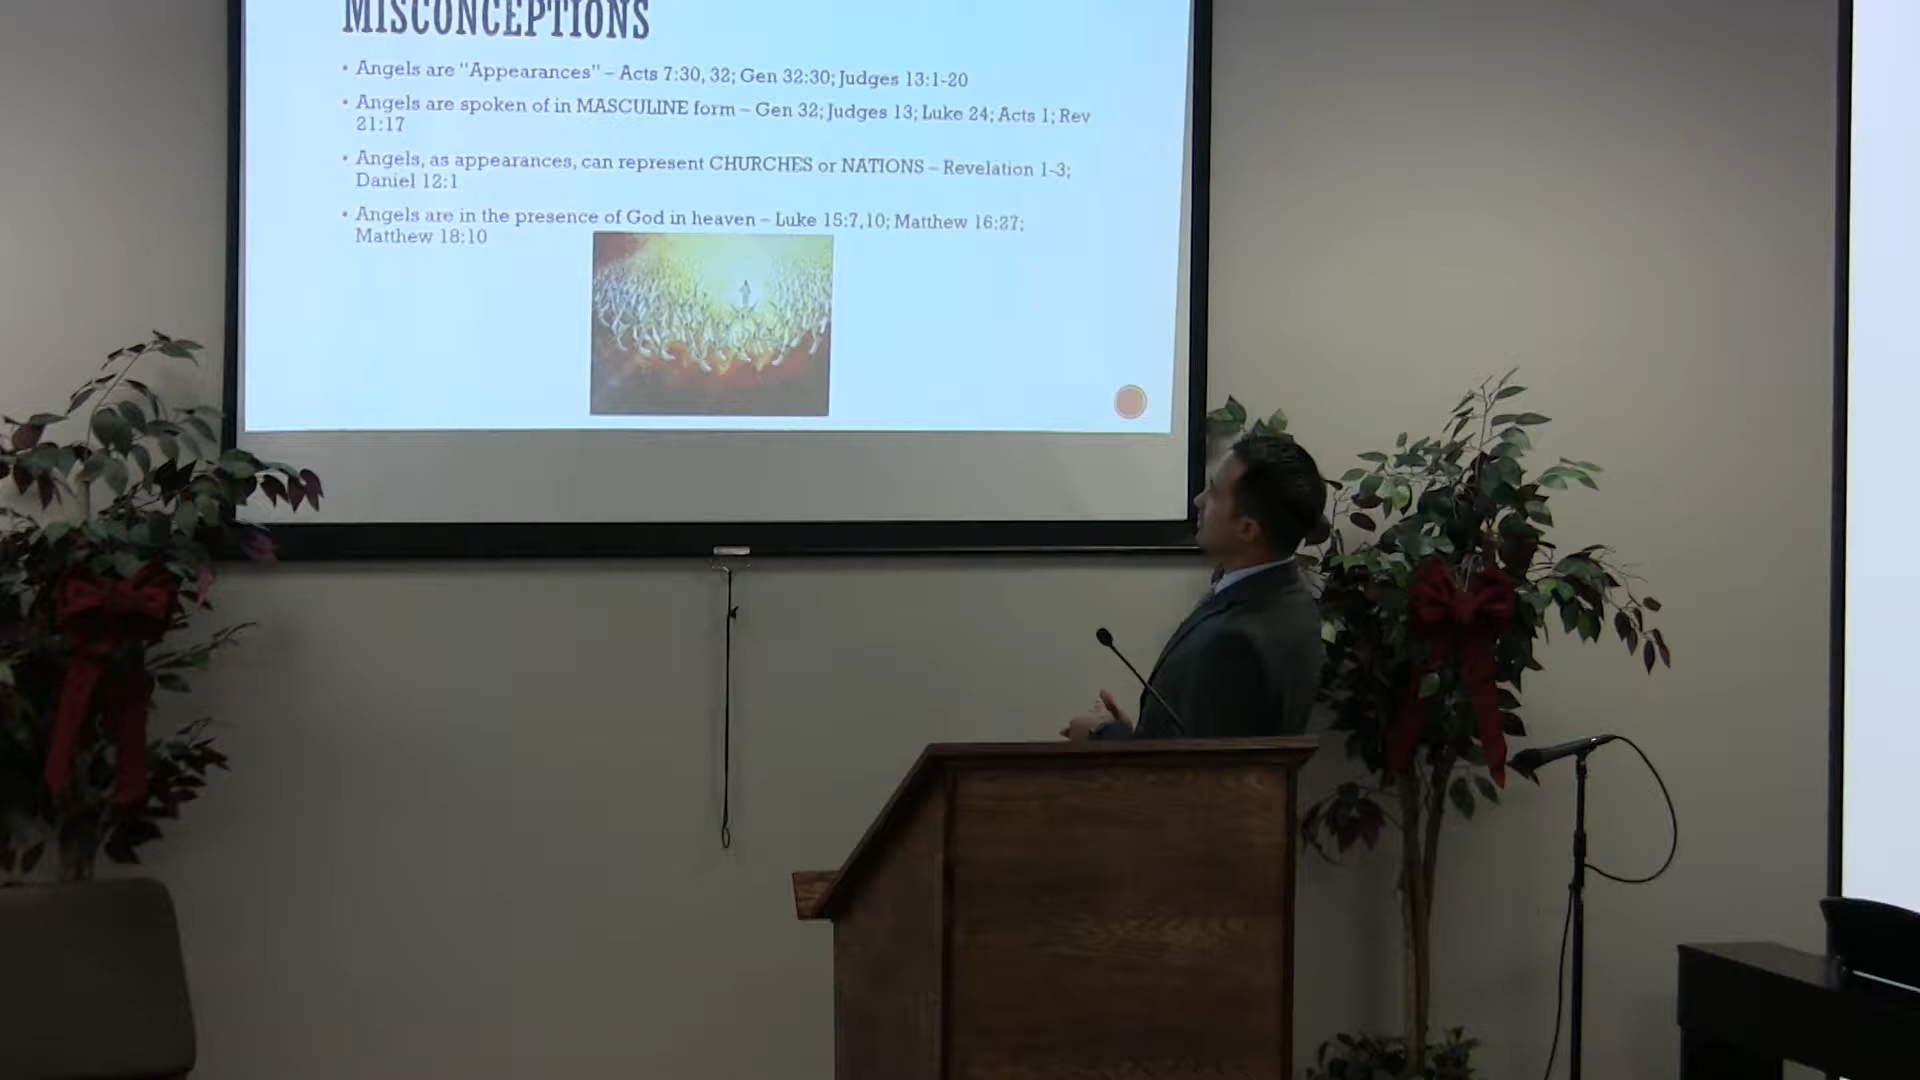 MISCONCEPTIONS
• Angels are "Appearances" – Acts 7:30, 32; Gen 32:30; Judges 13:1-20
• Angels are spoken of in MASCULINE form – Gen 32; Judges 13; Luke 24; Acts 1; Rev
21:17
• Angels, as appearances, can represent CHURCHES or NATIONS – Revelation 1-3;
Daniel 12:1
• Angels are in the presence of God in heaven – Luke 15:7,10; Matthew 16:27;
Matthew 18:10